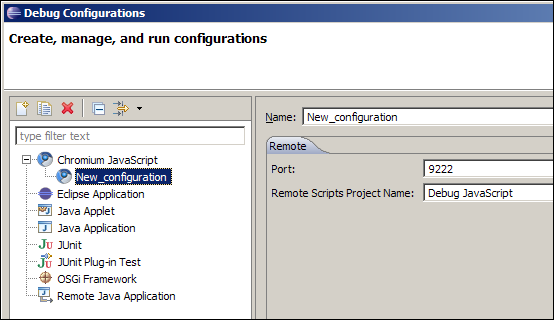 Debug Configurations
Create, manage, and run configurations
type filter text
Chromium JavaScript
New_configuration
Eclipse Application
Java Applet
Java Application
JUnit
JUnit Plug-in Test
OSGi Framework
Remote Java Application
Name: New_configuration
Remote
Port: 9222
Remote Scripts Project Name: Debug JavaScript